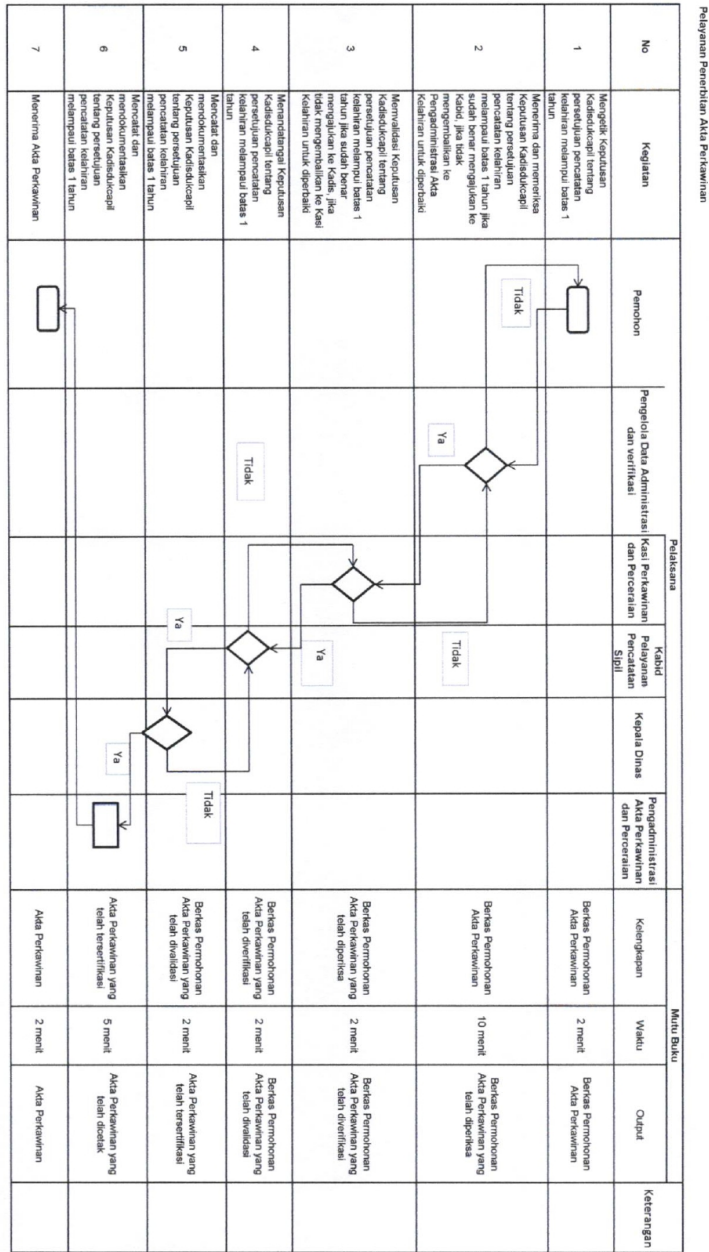 Pelayanan Penerbitan Akta Perkawinan
No
Kegiatan
Pelaksana
Pemohon
Pengelola Data Administrasi
dan verifikasi
Kasi Perkawinan
dan Perceraian
Kabid
Pelayanan
Pencatatan
Sipil
Kepala Dinas
Pengadministrasi
Akta Perkawinan
dan Perceraian
Mutu Buku
Kelengkapan
Waktu
Output
Keterangan
1
Mengetik Keputusan
Kadisdukcapil tentang
persetujuan pencatatan
kelahiran melampui batas 1
tahun
Berkas Permohonan
Akta Perkawinan
2 menit
Berkas Permohonan
Akta Perkawinan
2
Menerima dan memeriksa
Keputusan Kadisdukcapil
tentang persetujuan
pencatatan kelahiran
melampaui batas 1 tahun jika
sudah benar mengajukan ke
Kabid, jika tidak
mengembalikan ke
Pengadministrasi Akta
Kelahiran untuk diperbaiki
Tidak
Ya
Tidak
Berkas Permohonan
Akta Perkawinan
10 menit
Berkas Permohonan
Akta Perkawinan yang
telah diperiksa
3
Memvalidasi Keputusan
Kadisdukcapil tentang
persetujuan pencatatan
kelahiran melampui batas 1
tahun jika sudah benar
mengajukan ke Kadis, jika
tidak mengembalikan ke Kasi
Kelahiran untuk diperbaiki
Ya
Berkas Permohonan
Akta Perkawinan yang
telah diperiksa
2 menit
Berkas Permohonan
Akta Perkawinan yang
telah diverifikasi
4
Menandatangai Keputusan
Kadisdukcapil tentang
persetujuan pencatatan
kelahiran melampaui batas 1
tahun
Tidak
Berkas Permohonan
Akta Perkawinan yang
telah diverifikasi
2 menit
Berkas Permohonan
Akta Perkawinan yang
telah divalidasi
5
Mencatat dan
mendokumentasikan
Keputusan Kadisdukcapil
tentang persetujuan
pencatatan kelahiran
melampaui batas 1 tahun
Ya
Tidak
Berkas Permohonan
Akta Perkawinan yang
telah divalidasi
2 menit
Berkas Permohonan
Akta Perkawinan yang
telah tersertifikasi
6
Mencatat dan
mendokumentasikan
Keputusan Kadisdukcapil
tentang persetujuan
pencatatan kelahiran
melampaui batas 1 tahun
Ya
Akta Perkawinan yang
telah tersertifikasi
5 menit
Akta Perkawinan yang
telah dicetak
7
Menerima Akta Perkawinan
Akta Perkawinan
2 menit
Akta Perkawinan